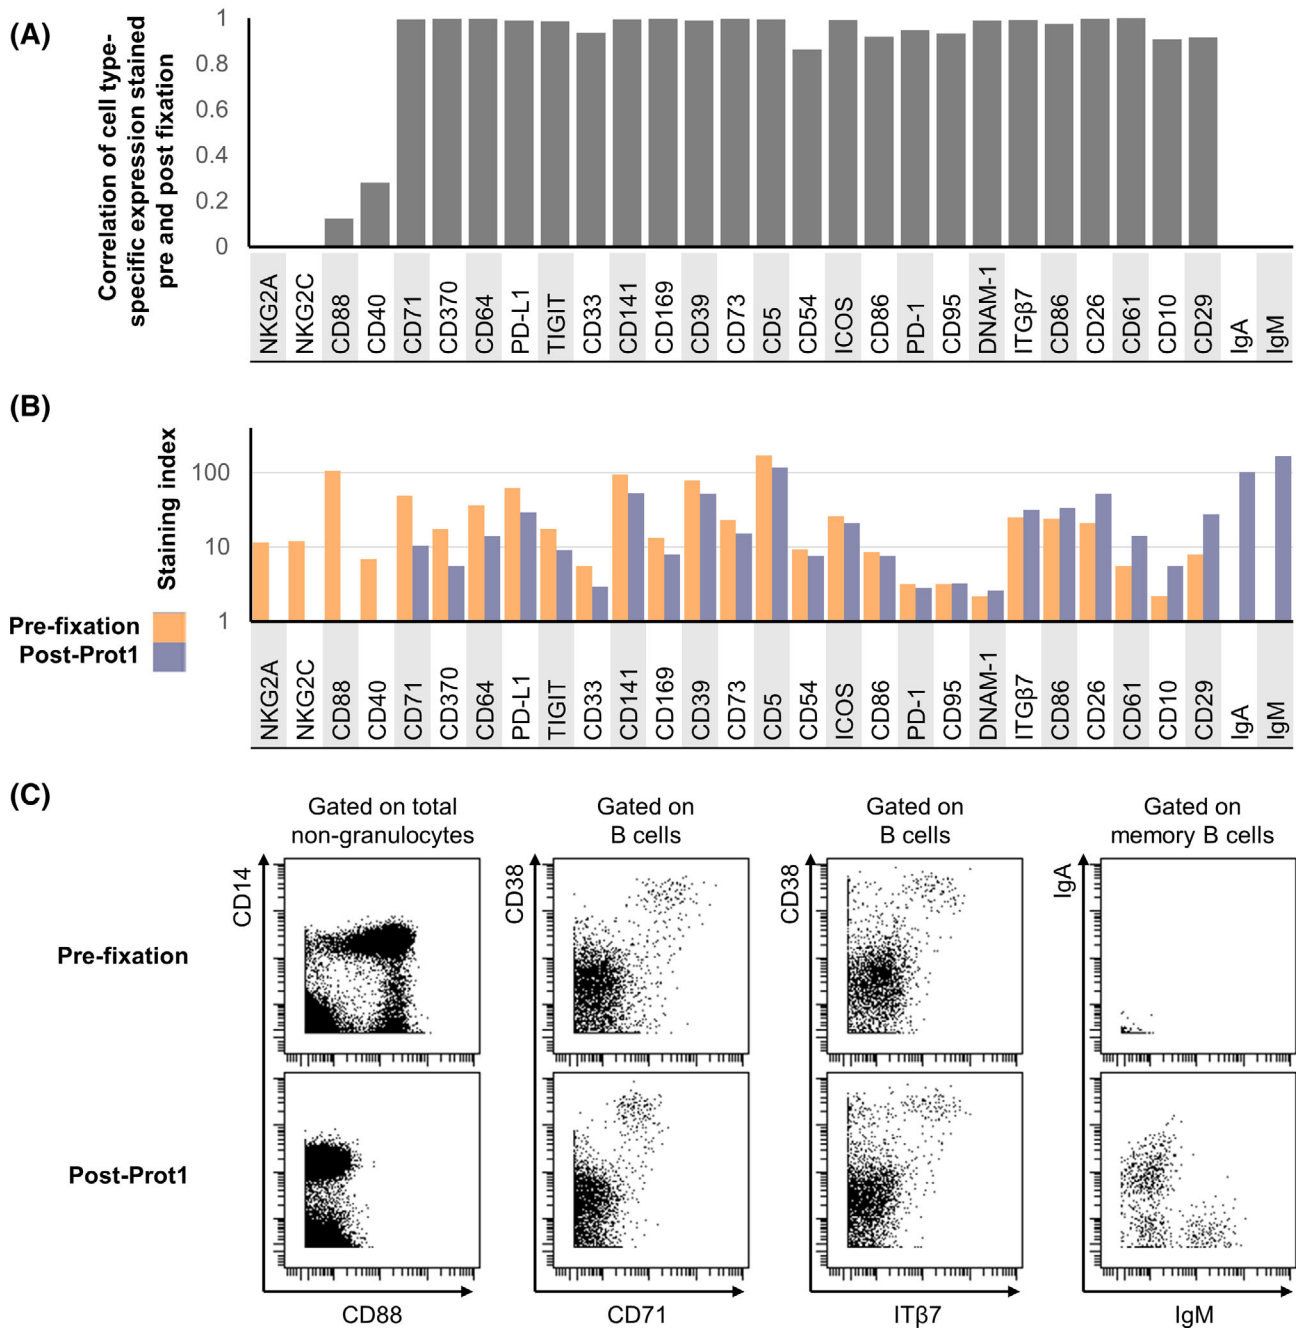 (A)
Correlation of cell type-
specific expression stained
pre and post fixation
1
0.8
0.6
0.4
0.2
0
NKG2A
NKG2C
CD88
CD40
CD71
CD370
CD64
PD-L1
TIGIT
CD33
CD141
CD169
CD39
CD73
CD5
CD54
ICOS
CD86
PD-1
CD95
DNAM-1
ITGβ7
CD86
CD26
CD61
CD10
CD29
IgA
IgM
(B)
Staining index
100
10
1
Pre-fixation
Post-Prot1
NKG2A
NKG2C
CD88
CD40
CD71
CD370
CD64
PD-L1
TIGIT
CD33
CD141
CD169
CD39
CD73
CD5
CD54
ICOS
CD86
PD-1
CD95
DNAM-1
ITGβ7
CD86
CD26
CD61
CD10
CD29
IgA
IgM
(C)
Gated on total
non-granulocytes
Gated on
B cells
Gated on
B cells
Gated on
memory B cells
Pre-fixation
CD14
CD38
CD38
IgA
Post-Prot1
CD88
CD71
ITβ7
IgM